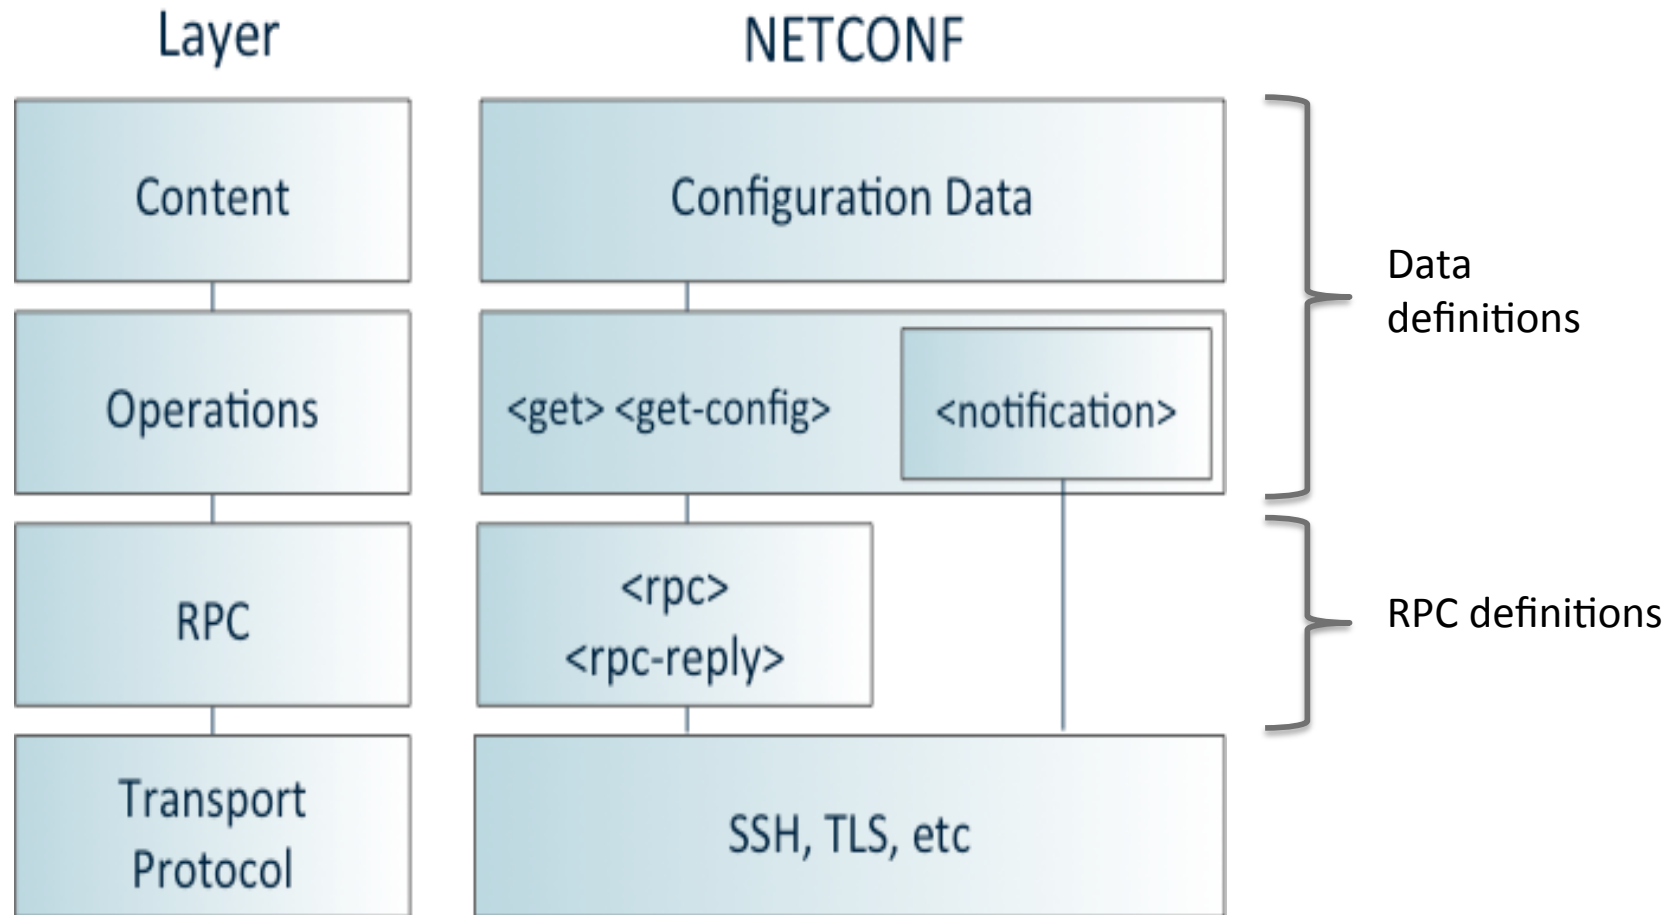 Layer
NETCONF
Content
Configuration Data
Data
definitions
Operations
<get> <get-config>
<notification>
RPC
<rpc>
<rpc-reply>
RPC definitions
Transport
Protocol
SSH, TLS, etc